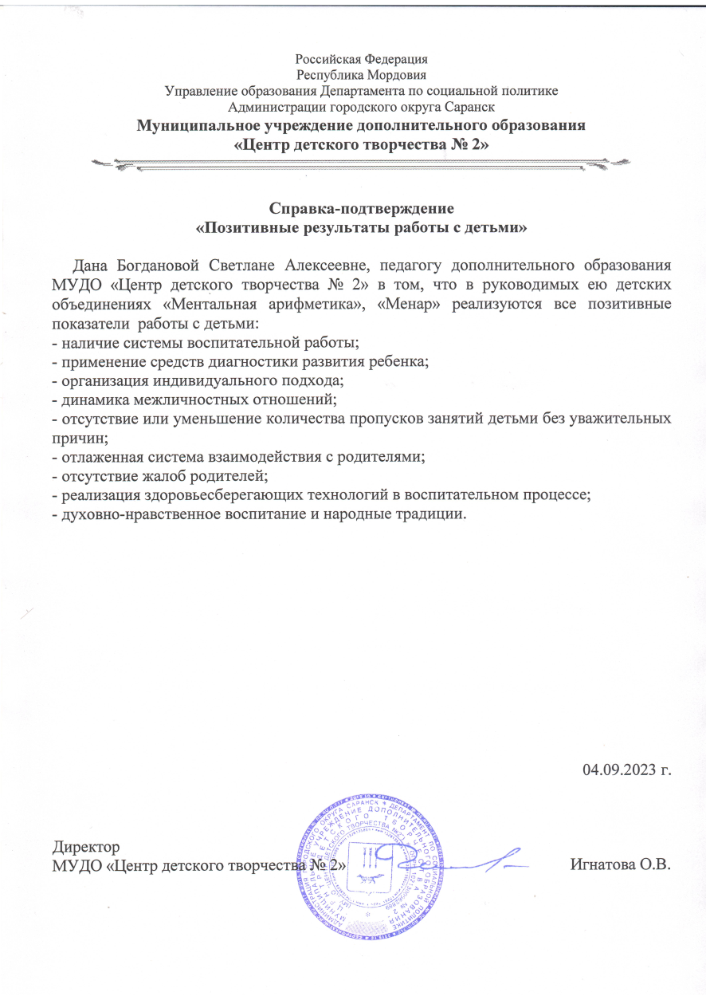 Российская Федерация
Республика Мордовия
Управление образования Департамента по социальной политике
Администрации городского округа Саранск
Муниципальное учреждение дополнительного образования
«Центр детского творчества № 2»
Справка-подтверждение
«Позитивные результаты работы с детьми»
Дана Богдановой Светлане Алексеевне, педагогу дополнительного образования
МУДО «Центр детского творчества № 2» в том, что в руководимых ею детских
объединениях «Ментальная арифметика», «Менар» реализуются все позитивные
показатели работы с детьми:
- наличие системы воспитательной работы;
- применение средств диагностики развития ребенка;
- организация индивидуального подхода;
- динамика межличностных отношений;
- отсутствие или уменьшение количества пропусков занятий детьми без уважительных
причин;
- отлаженная система взаимодействия с родителями;
- отсутствие жалоб родителей;
- реализация здоровьесберегающих технологий в воспитательном процессе;
- духовно-нравственное воспитание и народные традиции.
04.09.2023 г.
Директор
МУДО «Центр детского творчества № 2»
Игнатова О.В.